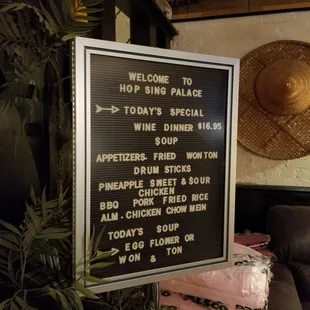 WELCOME TO
HOP SING PALACE
TODAY'S SPECIAL
WINE DINNER $16.95
SOUP
APPETIZERS. FRIED WON TON
DRUM STICKS
PINEAPPLE SWEET & SOUR
CHICKEN
BBQ PORK FRIED RICE
ALM. CHICKEN CHOW MEIN
TODAY'S SOUP
EGG FLOWER OR
WON & TON